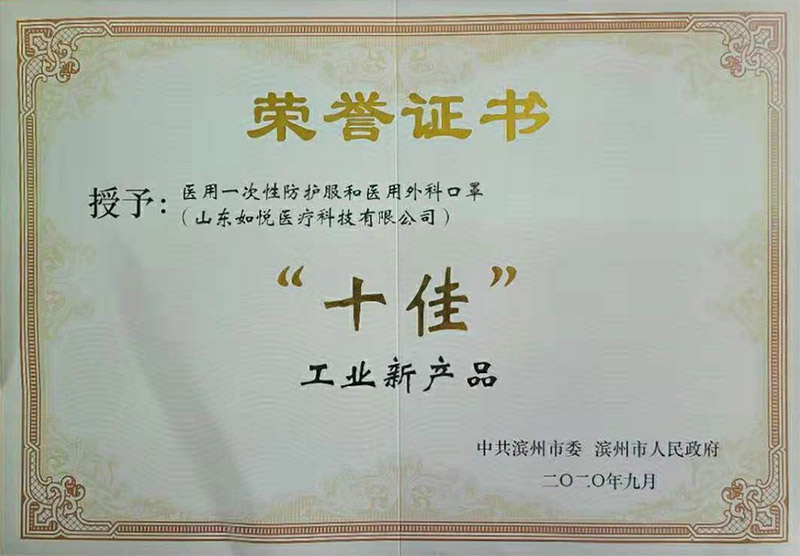 荣誉证书
授予：医用一次性防护服和医用外科口罩
（山东如悦医疗科技有限公司）
“十佳”
工业新产品
中共滨州市委 滨州市人民政府
二〇二〇年九月